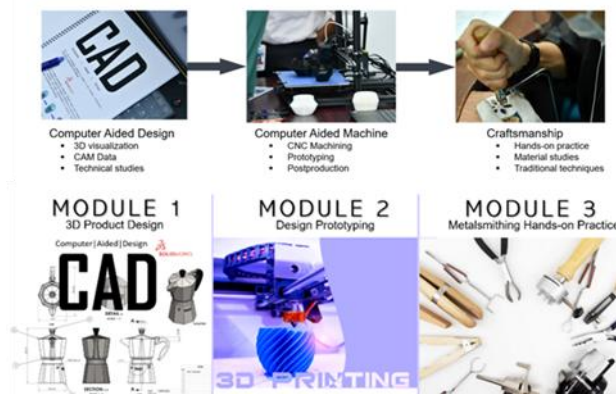 CAD
Computer Aided Design
• 3D visualization
• CAM Data
• Technical studies
Computer Aided Machine
• CNC Machining
• Prototyping
• Postproduction
Craftsmanship
• Hands-on practice
• Material studies
• Traditional techniques
MODULE 1
3D Product Design
Computer|Aided|Design
SOLIDWORKS
CAD
MODULE 2
Design Prototyping
3D PRINTING
MODULE 3
Metalsmithing Hands-on Practice